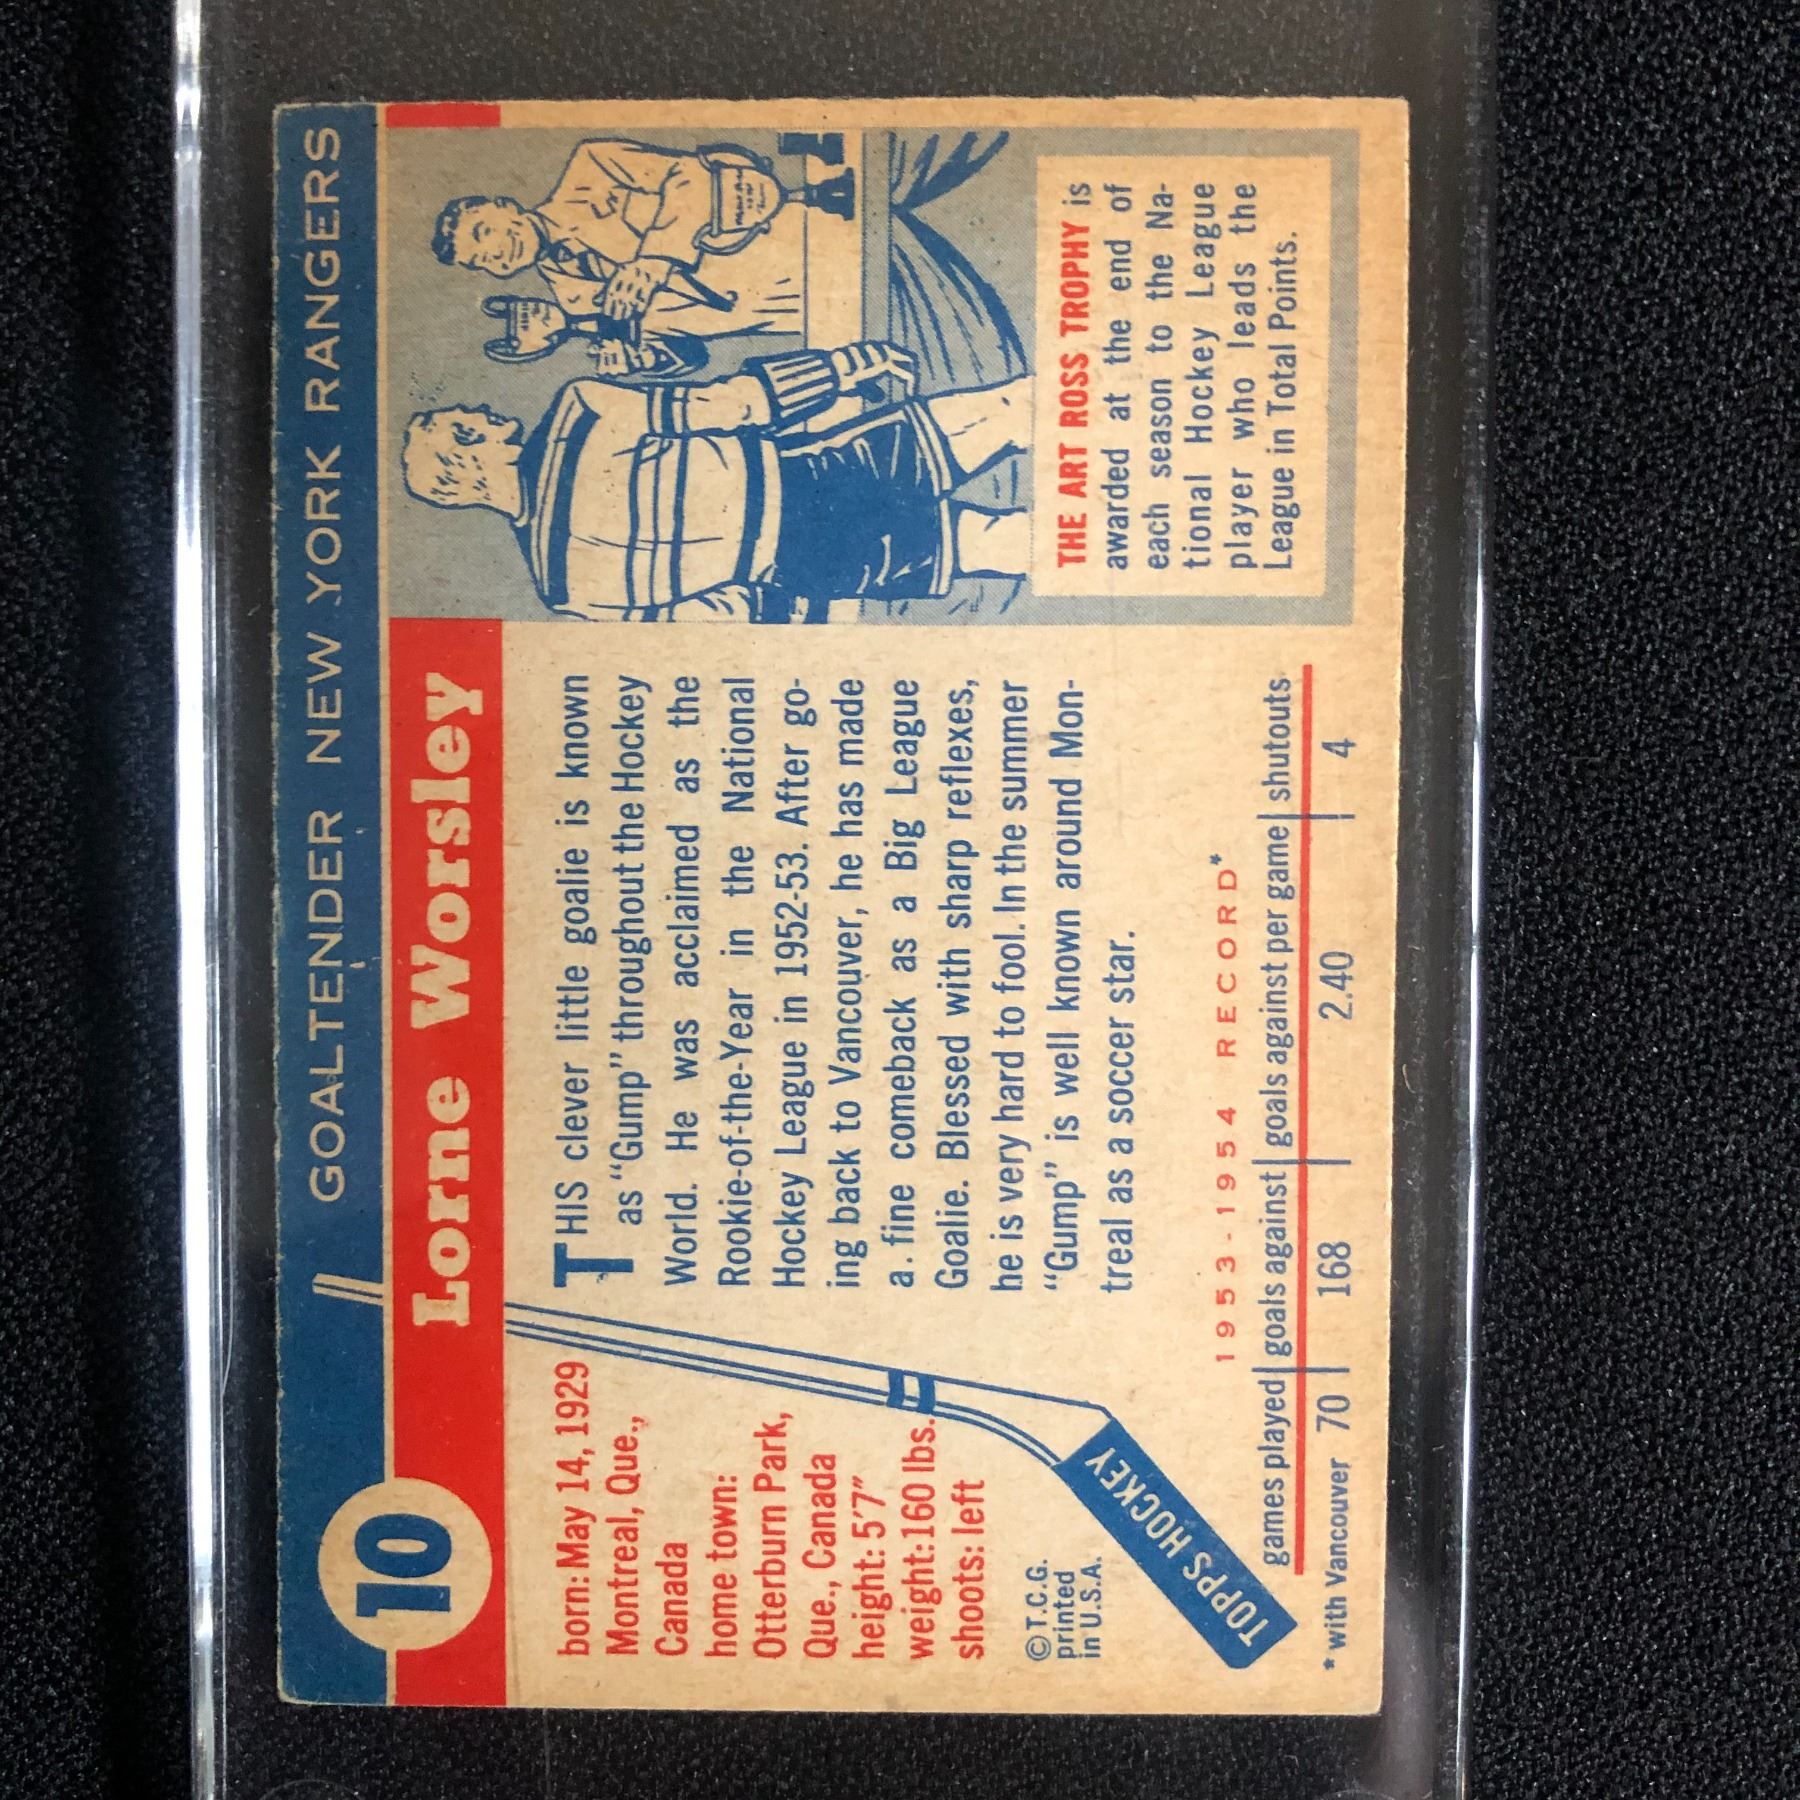 GOALTENDER NEW YORK RANGERS
10
Lorne Worsley
born: May 14, 1929
Montreal, Que.,
Canada
home town:
Otterburn Park,
Que., Canada
height: 5'7"
weight: 160 lbs.
shoots: left
© T.C.G.
printed
in U.S.A.
TOPPS HOCKEY
THIS clever little goalie is known
as "Gump" throughout the Hockey
World. He was acclaimed as the
Rookie-of-the-Year in the National
Hockey League in 1952-53. After go-
ing back to Vancouver, he has made
a. fine comeback as a Big League
Goalie. Blessed with sharp reflexes,
he is very hard to fool. In the summer
"Gump" is well known around Mon-
treal as a soccer star.
1953-1954 RECORD*
games played goals against goals against per game shutouts
*with Vancouver 70 168 2.40 4
THE ART ROSS TROPHY is
awarded at the end of
each season to the Na-
tional Hockey League
player who leads the
League in Total Points.